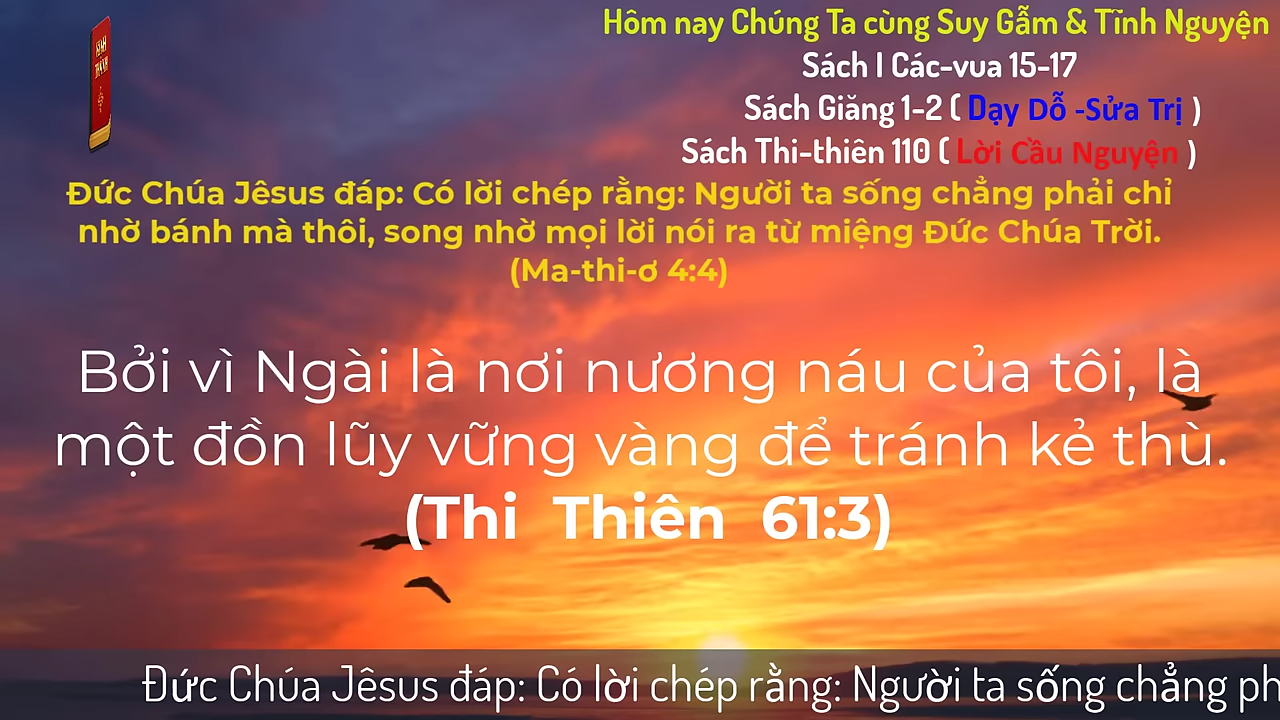 KINH
THÁNH
Hôm nay Chúng Ta cùng Suy Gẫm & Tĩnh Nguyện
Sách I Các-vua 15-17
Sách Giăng 1-2 ( Dạy Dỗ -Sửa Trị )
Sách Thi-thiên 110 ( Lời Cầu Nguyện )
Đức Chúa Jêsus đáp: Có lời chép rằng: Người ta sống chẳng phải chỉ
nhờ bánh mà thôi, song nhờ mọi lời nói ra từ miệng Đức Chúa Trời.
(Ma-thi-ơ 4:4)
Bởi vì Ngài là nơi nương náu của tôi, là
một đồn lũy vững vàng để tránh kẻ thù.
(Thi Thiên 61:3)
Đức Chúa Jêsus đáp: Có lời chép rằng: Người ta sống chẳng ph